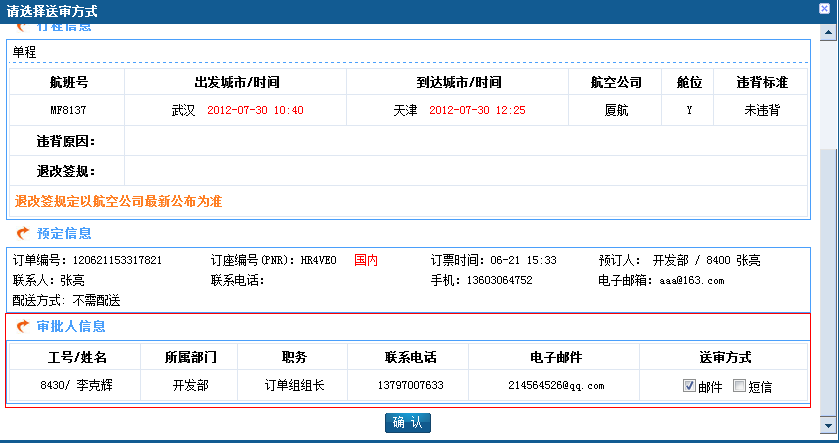 请选择送审方式
行程信息
单程
航班号 出发城市/时间 到达城市/时间 航空公司 舱位 违背标准
MF8137 武汉 2012-07-30 10:40 天津 2012-07-30 12:25 厦航 Y 未违背
违背原因:
退改签规:
退改签规定以航空公司最新公布为准
预定信息
订单编号: 120621153317821 订座编号(PNR): HR4VE0 国内 订票时间: 06-21 15:33 预订人: 开发部 / 8400 张亮
联系人: 张亮 联系电话: 手机: 13603064752 电子邮箱: aaa@163.com
配送方式: 不需配送
审批人信息
工号/姓名 所属部门 职务 联系电话 电子邮件 送审方式
8430/ 李克辉 开发部 订单组组长 13797007633 214564526@qq.com 邮件 短信
确 认